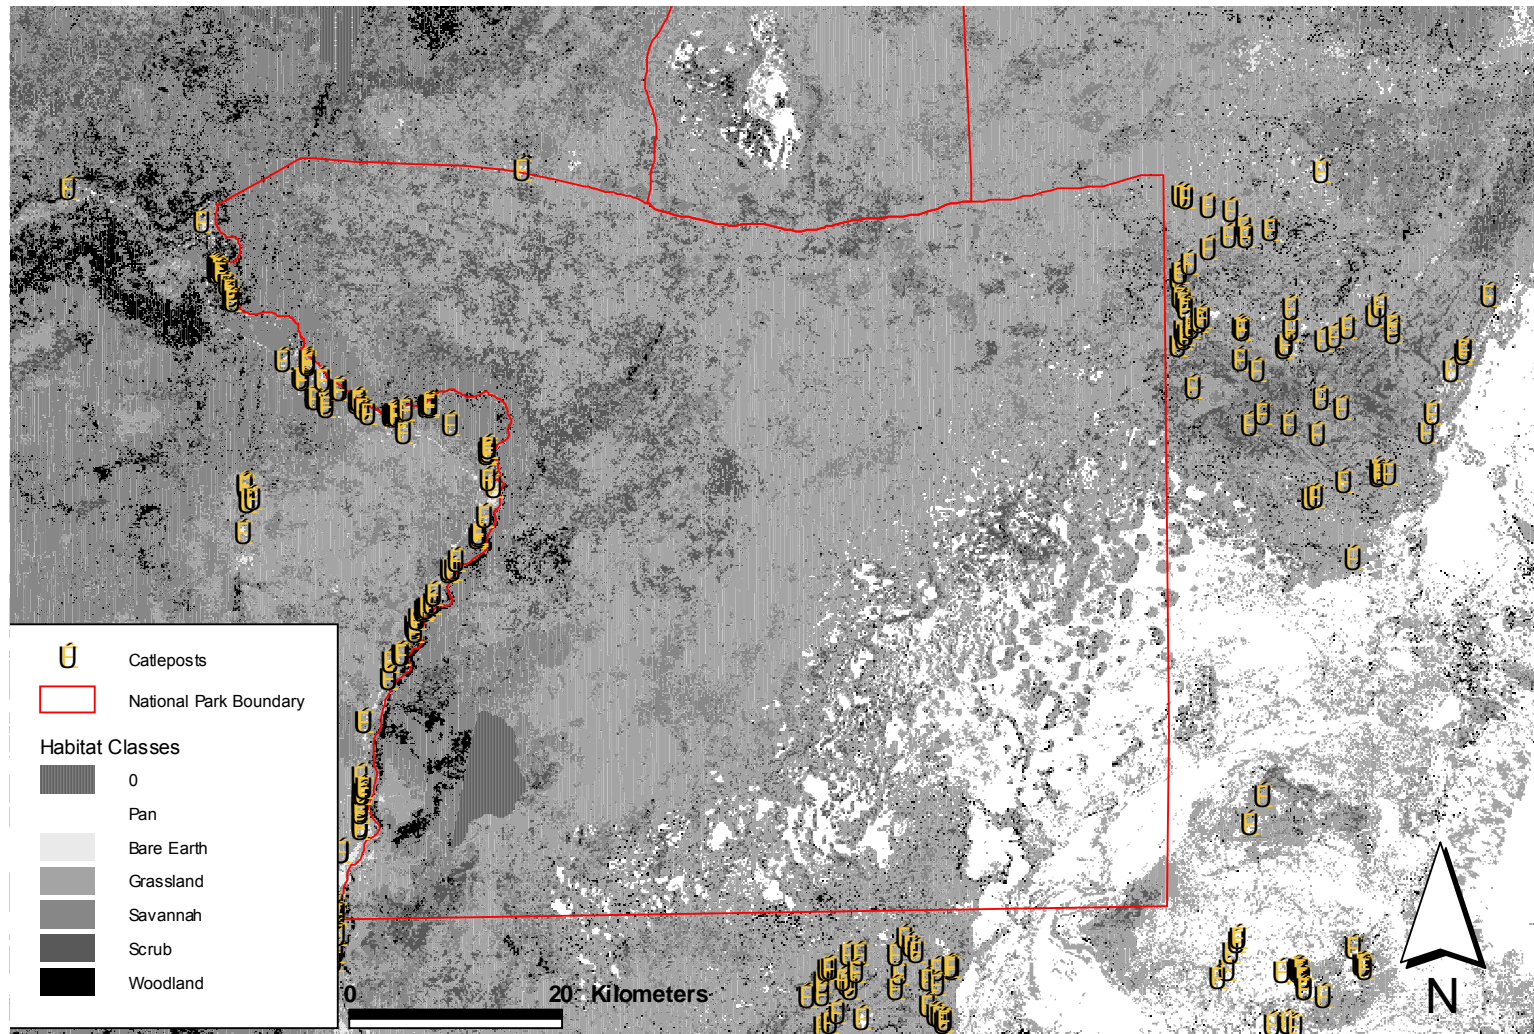 Catleposts
National Park Boundary
Habitat Classes
0
Pan
Bare Earth
Grassland
Savannah
Scrub
Woodland
0 20 Kilometers
N